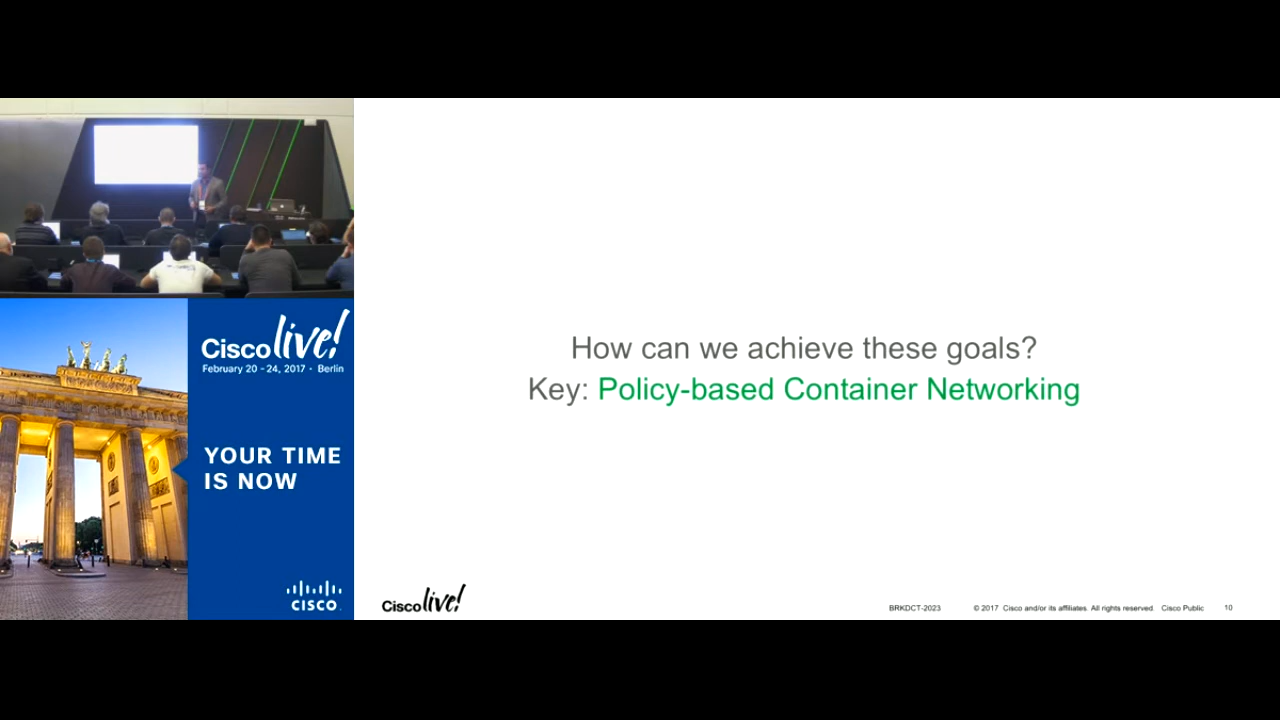 Cisco live!
February 20 - 24, 2017 · Berlin
YOUR TIME
IS NOW
CISCO.
How can we achieve these goals?
Key: Policy-based Container Networking
Cisco live!
BRKDCT-2023 © 2017 Cisco and/or its affiliates. All rights reserved. Cisco Public 10